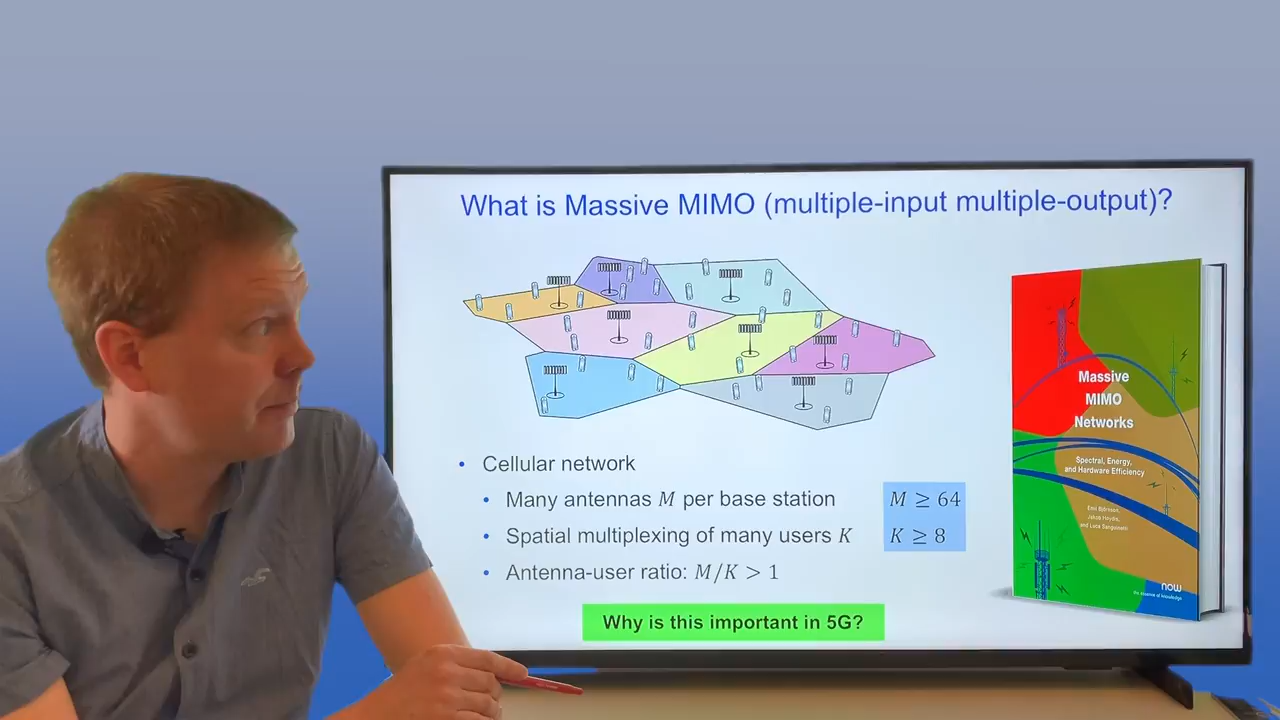 What is Massive MIMO (multiple-input multiple-output)?
• Cellular network
• Many antennas M per base station
M ≥ 64
• Spatial multiplexing of many users K
K ≥ 8
• Antenna-user ratio: M/K > 1
Why is this important in 5G?
Massive
MIMO
Networks
Spectral, Energy,
and Hardware Efficiency
Emil Björnson,
Jakob Hoydis,
and Luca Sanguinetti
now
the essence of knowledge